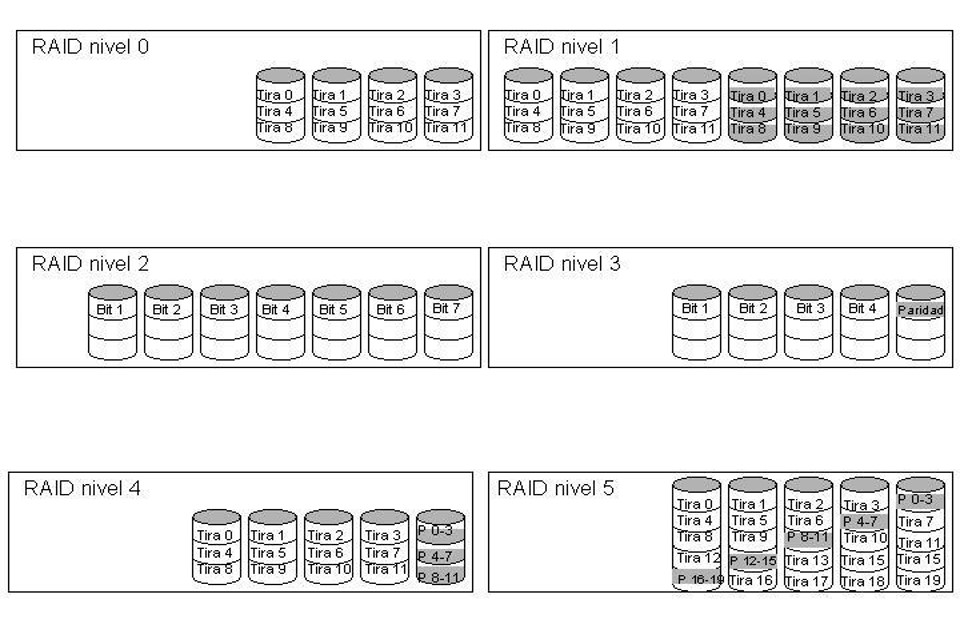 RAID nivel 0
Tira 0 Tira 1 Tira 2 Tira 3
Tira 4 Tira 5 Tira 6 Tira 7
Tira 8 Tira 9 Tira 10 Tira 11
RAID nivel 1
Tira 0 Tira 1 Tira 2 Tira 3 Tira 0 Tira 1 Tira 2 Tira 3
Tira 4 Tira 5 Tira 6 Tira 7 Tira 4 Tira 5 Tira 6 Tira 7
Tira 8 Tira 9 Tira 10 Tira 11 Tira 8 Tira 9 Tira 10 Tira 11
RAID nivel 2
Bit 1 Bit 2 Bit 3 Bit 4 Bit 5 Bit 6 Bit 7
RAID nivel 3
Bit 1 Bit 2 Bit 3 Bit 4 Paridad
RAID nivel 4
Tira 0 Tira 1 Tira 2 Tira 3 P 0-3
Tira 4 Tira 5 Tira 6 Tira 7 P 4-7
Tira 8 Tira 9 Tira 10 Tira 11 P 8-11
RAID nivel 5
Tira 0 Tira 1 Tira 2 Tira 3 P 0-3
Tira 4 Tira 5 Tira 6 P 4-7 Tira 7
Tira 8 Tira 9 P 8-11 Tira 10 Tira 11
Tira 12 P 12-15 Tira 13 Tira 15 Tira 15
P 16-19 Tira 16 Tira 17 Tira 18 Tira 19